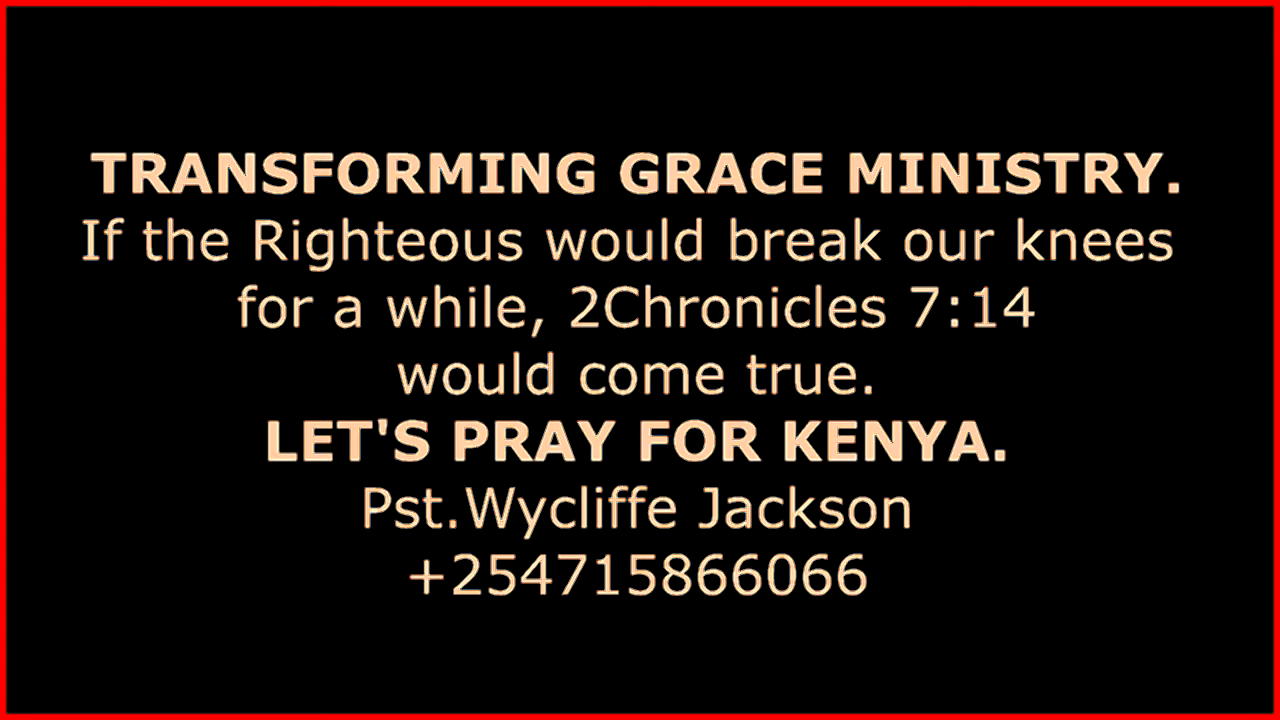 TRANSFORMING GRACE MINISTRY.
If the Righteous would break our knees
for a while, 2Chronicles 7:14
would come true.
LET'S PRAY FOR KENYA.
Pst.Wycliffe Jackson
+254715866066